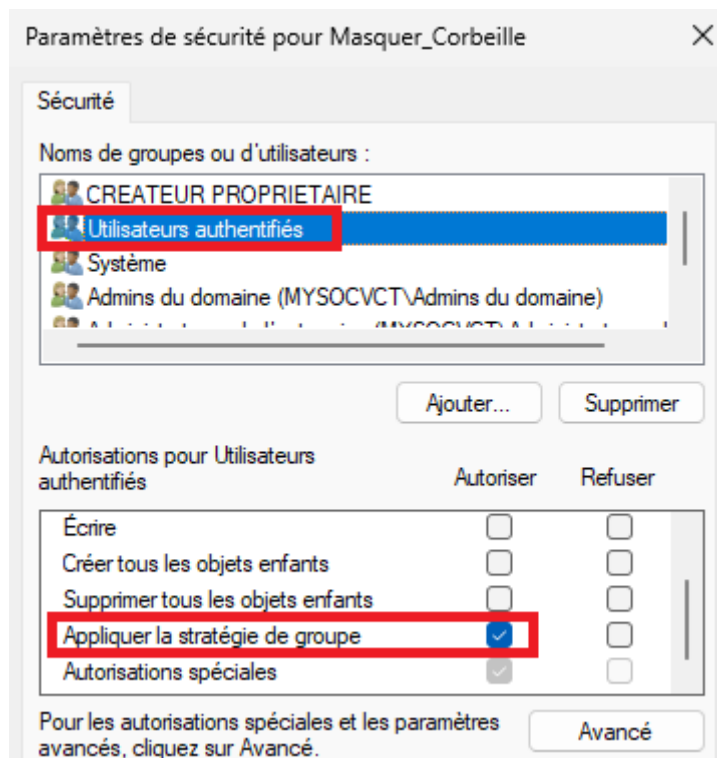 Paramètres de sécurité pour Masquer_Corbeille
Sécurité
Noms de groupes ou d'utilisateurs :
CREATEUR PROPRIETAIRE
Utilisateurs authentifiés
Système
Admins du domaine (MYSOCVCT\Admins du domaine)
Ajouter...
Supprimer
Autorisations pour Utilisateurs
authentifiés
Autoriser
Refuser
Écrire
Créer tous les objets enfants
Supprimer tous les objets enfants
Appliquer la stratégie de groupe
Autorisations spéciales
Pour les autorisations spéciales et les paramètres
avancés, cliquez sur Avancé.
Avancé